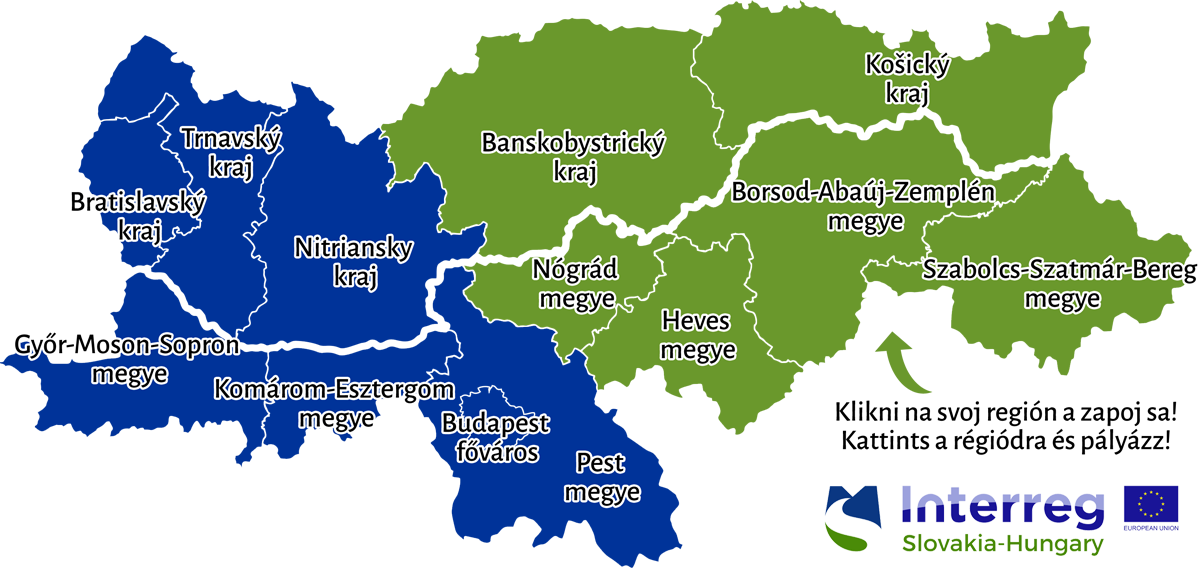 Košický
kraj
Trnavský
kraj
Banskobystrický
kraj
Bratislavský
kraj
Borsod-Abaúj-Zemplén
megye
Nitriansky
kraj
Nógrád
megye
Szabolcs-Szatmár-Bereg
megye
Heves
megye
Győr-Moson-Sopron
megye
Komárom-Esztergom
megye
Budapest
főváros
Pest
megye
Klikni na svoj región a zapoj sa!
Kattints a régiódra és pályázz!
Interreg
EUROPEAN UNION
Slovakia-Hungary